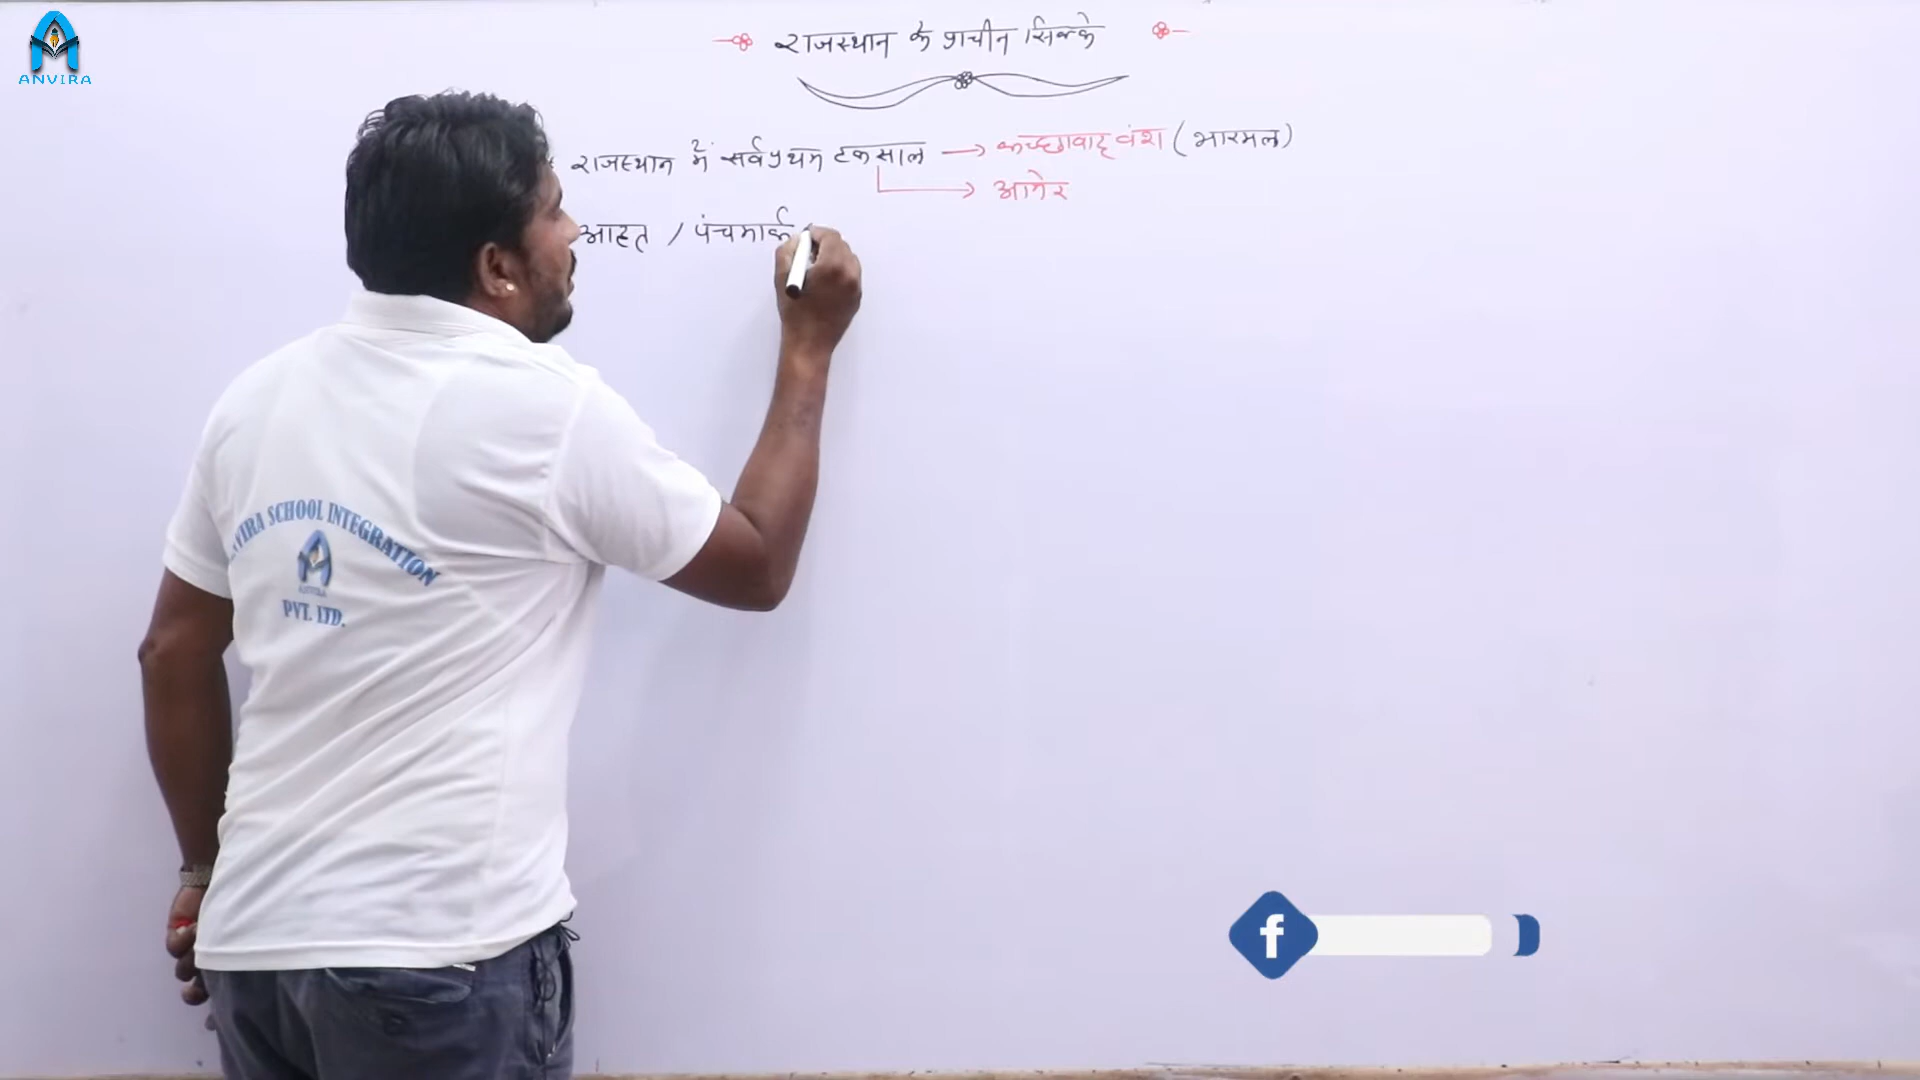 ANVIRA
राजस्थान के प्राचीन सिक्के
राजस्थान में सर्वप्रथम टकसाल → कच्छावाह वंश (भारमल)
→ आमेर
आहत / पंचमार्क
ANVIRA SCHOOL INTEGRATION
PVT. LTD.
f